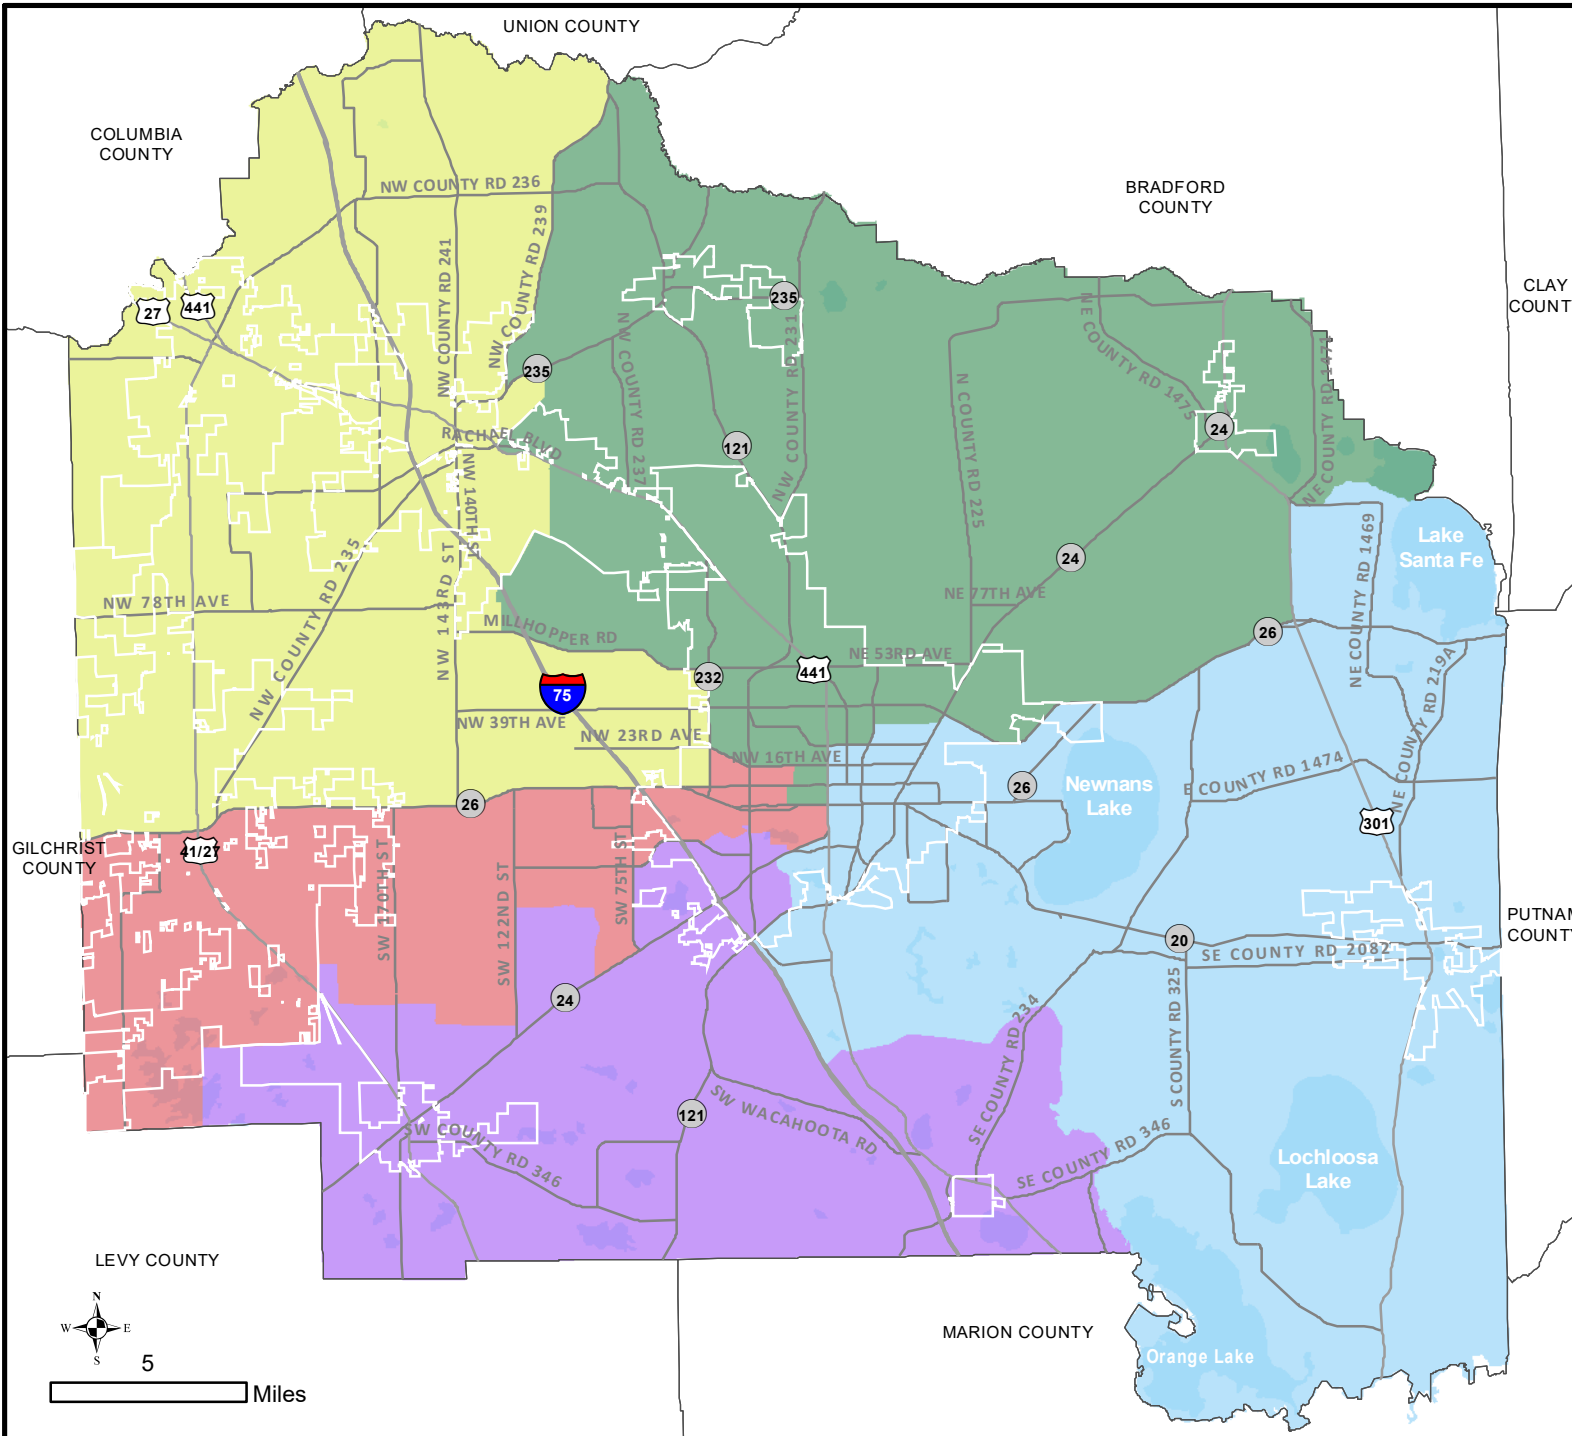 UNION COUNTY
COLUMBIA
COUNTY
BRADFORD
COUNTY
CLAY
COUNT
NW COUNTY RD 236
NW COUNTY RD 239
NW COUNTY RD 241
27
441
235
235
NW COUNTY RD 231
NW COUNTY RD 237
NE COUNTY RD 1475
NE COUNTY RD 1471
N COUNTY RD 225
RACHAEL BLVD
121
24
NW 140TH ST
NE COUNTY RD 1469
Lake
Santa Fe
NW COUNTY RD 235
NW 143RD ST
24
NW 78TH AVE
NE 77TH AVE
MILLHOPPER RD
26
NE 53RD AVE
232
441
NE COUNTY RD 219A
75
NW 39TH AVE
NW 23RD AVE
NW 16TH AVE
26
26
Newnans
Lake
E COUNTY RD 1474
301
GILCHRIST
COUNTY
41/27
SW 170TH ST
SW 122ND ST
SW 75TH ST
PUTNAM
COUNTY
20
SE COUNTY RD 2082
24
SE COUNTY RD 234
S COUNTY RD 325
121
SW WACAHOOTA RD
SW COUNTY RD 346
SE COUNTY RD 346
Lochloosa
Lake
LEVY COUNTY
N
W
E
S
MARION COUNTY
Orange Lake
5
Miles